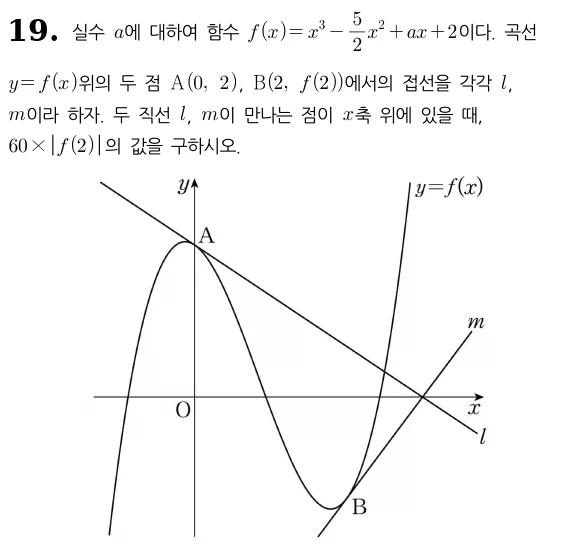 19. 실수 a에 대하여 함수 f(x)=x³-5/2x²+ax+2이다. 곡선
y=f(x)위의 두 점 A(0, 2), B(2, f(2))에서의 접선을 각각 l,
m이라 하자. 두 직선 l, m이 만나는 점이 x축 위에 있을 때,
60×|f(2)|의 값을 구하시오.
y
y=f(x)
A
m
O
x
l
B